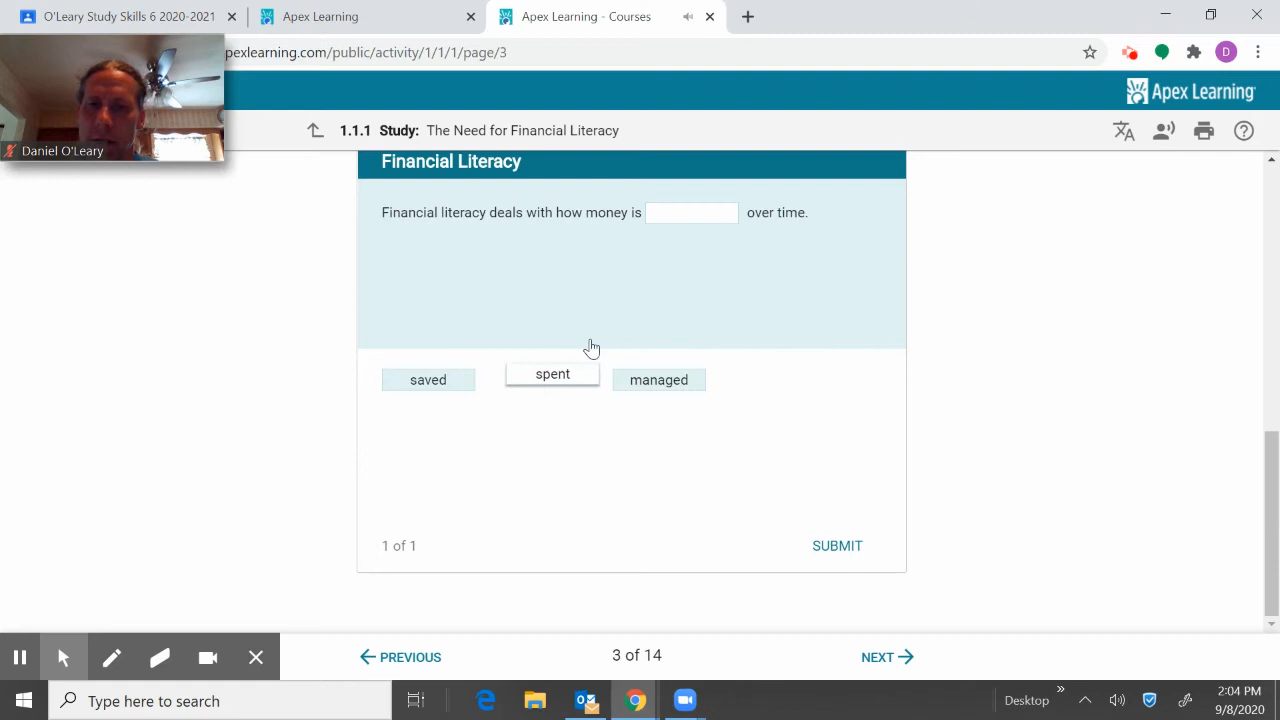 O'Leary Study Skills 6 2020-2021
Apex Learning
Apex Learning - Courses
pexlearning.com/public/activity/1/1/1/page/3
D
Apex Learning
1.1.1 Study: The Need for Financial Literacy
Daniel O'Leary
Financial Literacy
Financial literacy deals with how money is over time.
saved
spent
managed
1 of 1
SUBMIT
PREVIOUS
3 of 14
NEXT
Type here to search
Desktop
2:04 PM
9/8/2020